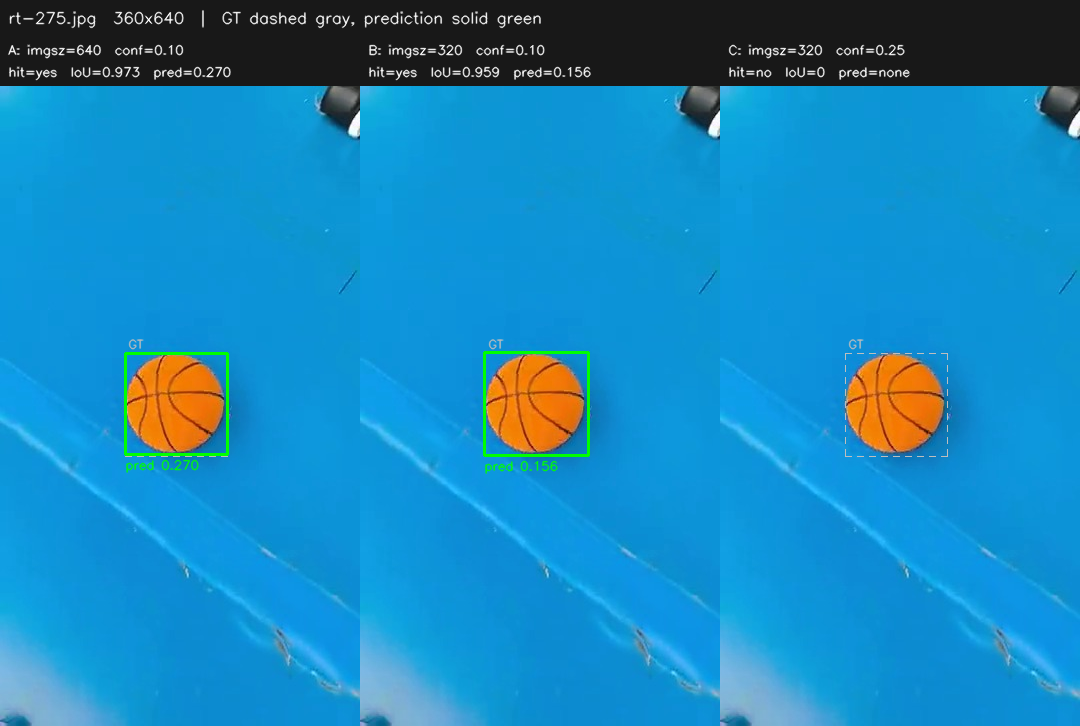 rt-275.jpg 360x640 | GT dashed gray, prediction solid green
A: imgsz=640 conf=0.10
hit=yes IoU=0.973 pred=0.270
B: imgsz=320 conf=0.10
hit=yes IoU=0.959 pred=0.156
C: imgsz=320 conf=0.25
hit=no IoU=0 pred=none
GT
pred 0.270
GT
pred 0.156
GT